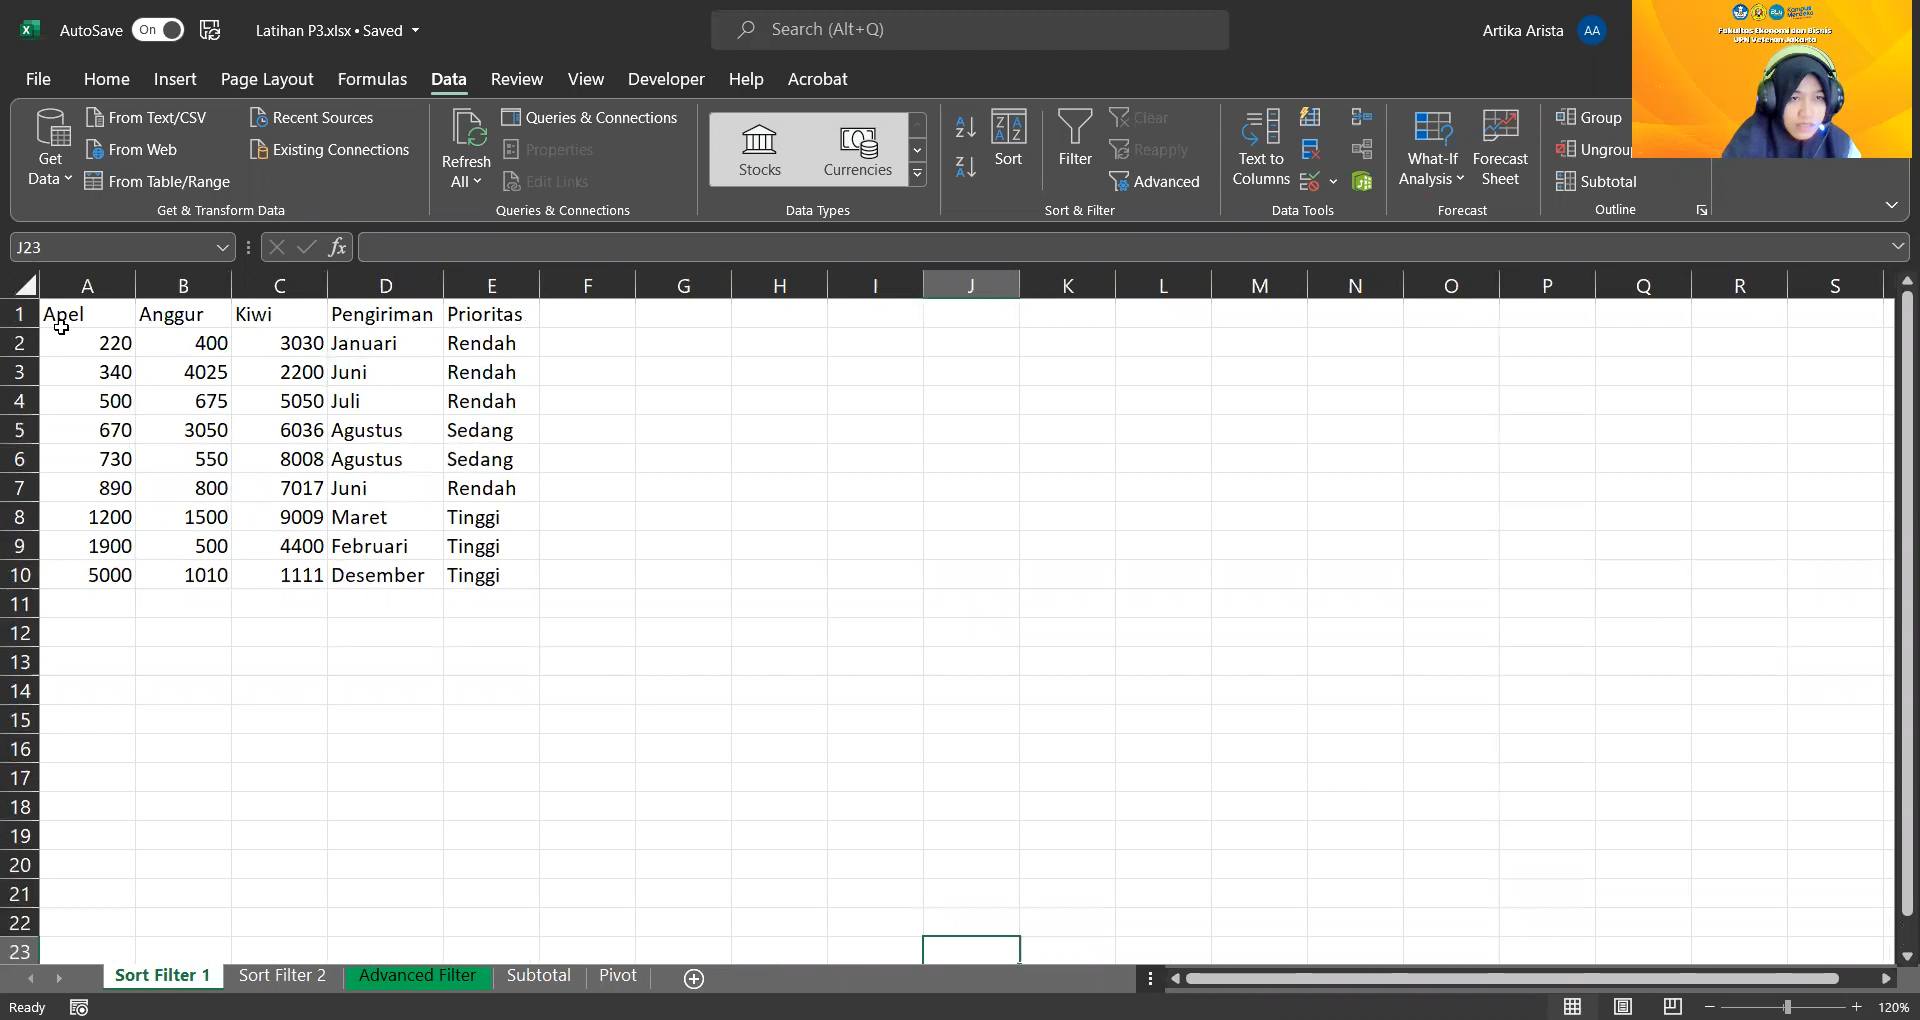 AutoSave On Latihan P3.xlsx • Saved Search (Alt+Q) Artika Arista AA
Fakultas Ekonomi dan Bisnis
UPN Veteran Jakarta
File Home Insert Page Layout Formulas Data Review View Developer Help Acrobat
Get Data
From Text/CSV
From Web
From Table/Range
Recent Sources
Existing Connections
Get & Transform Data
Refresh All
Queries & Connections
Properties
Edit Links
Queries & Connections
Stocks
Currencies
Data Types
Sort
Filter
Clear
Reapply
Advanced
Sort & Filter
Text to Columns
Data Tools
What-If Analysis
Forecast Sheet
Forecast
Group
Ungroup
Subtotal
Outline
J23 fx
A B C D E F G H I J K L M N O P Q R S
1 Apel Anggur Kiwi Pengiriman Prioritas
2 220 400 3030 Januari Rendah
3 340 4025 2200 Juni Rendah
4 500 675 5050 Juli Rendah
5 670 3050 6036 Agustus Sedang
6 730 550 8008 Agustus Sedang
7 890 800 7017 Juni Rendah
8 1200 1500 9009 Maret Tinggi
9 1900 500 4400 Februari Tinggi
10 5000 1010 1111 Desember Tinggi
11
12
13
14
15
16
17
18
19
20
21
22
23
Sort Filter 1 Sort Filter 2 Advanced Filter Subtotal Pivot
Ready 120%